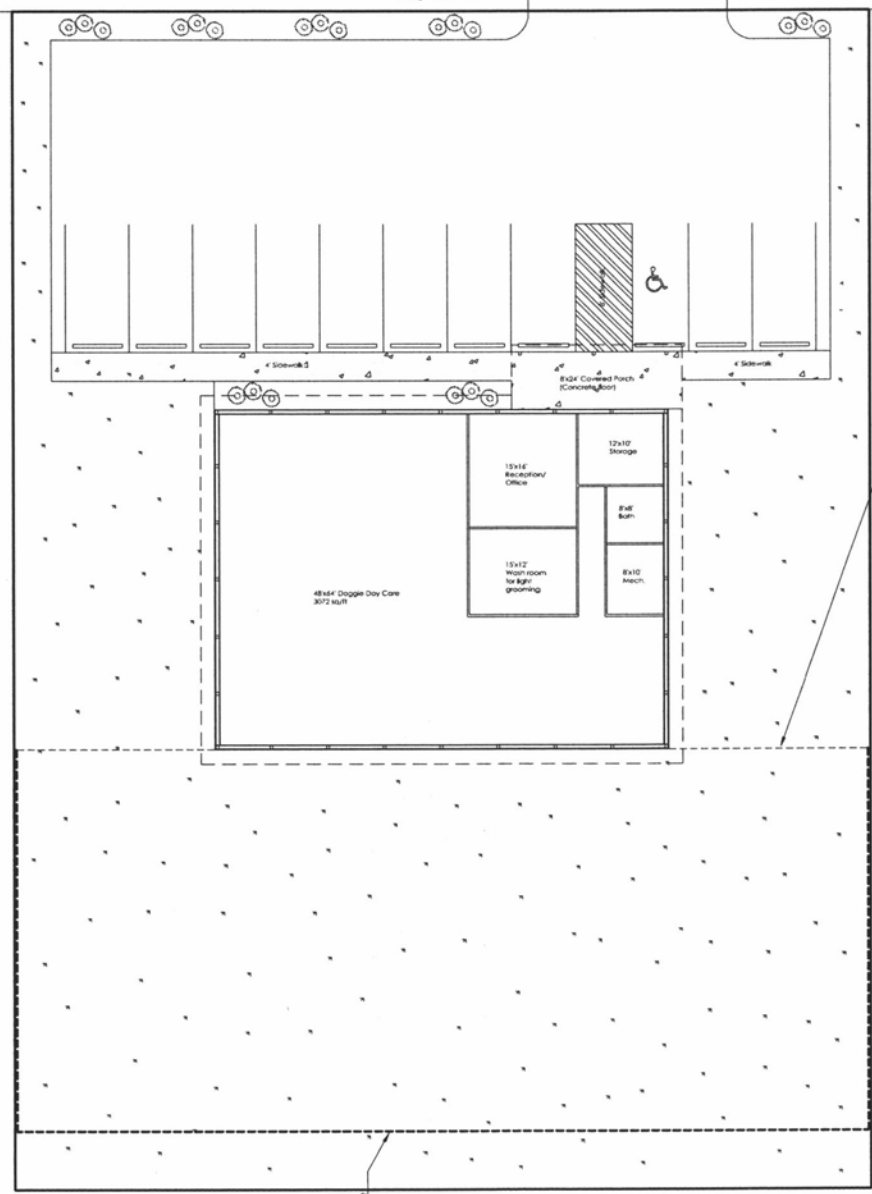 4' Sidewalk
8'x24' Covered Porch
(Concrete floor)
4' Sidewalk
12'x10'
Storage
15'x16'
Reception/
Office
8'x8'
Bath
15'x12'
Wash room
for light
grooming
8'x10'
Mech.
48'x64' Doggie Day Care
3072 sq/ft